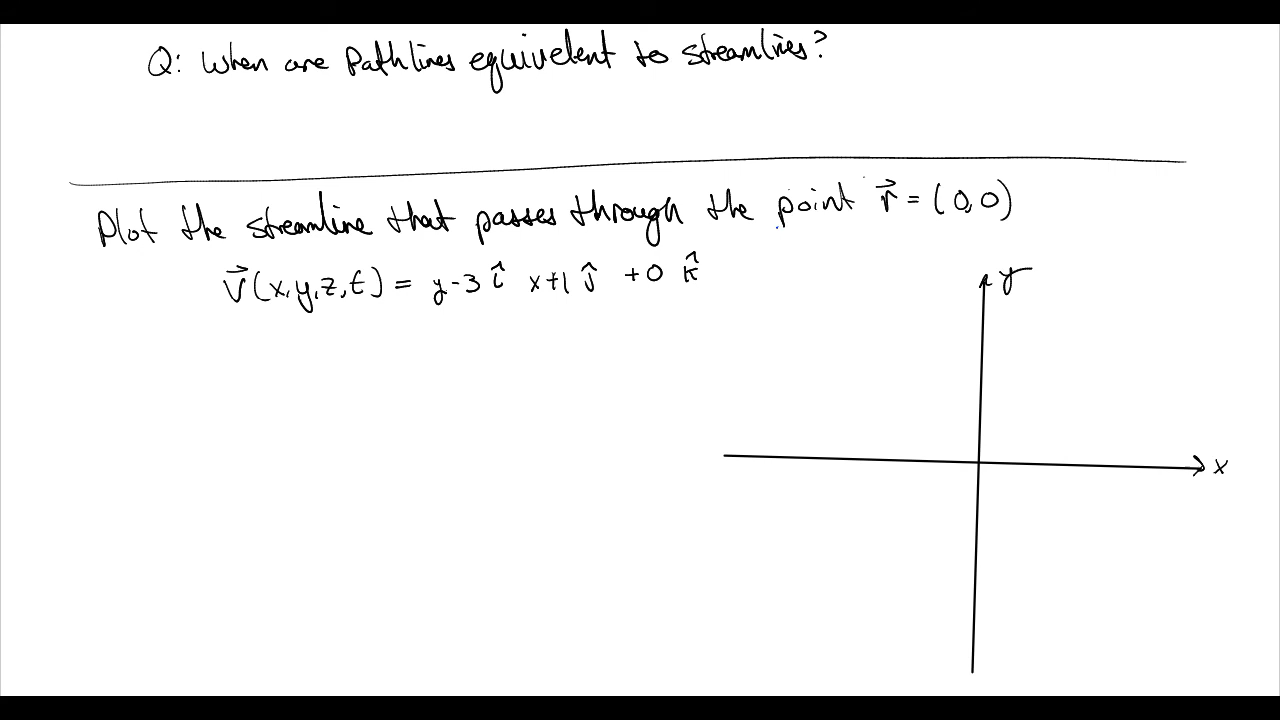 Q: When are Pathlines equivelent to streamlines?
Plot the streamline that passes through the point r⃗ = (0,0)
V⃗(x,y,z,t) = y-3 î x+1 ĵ +0 k̂
y
x